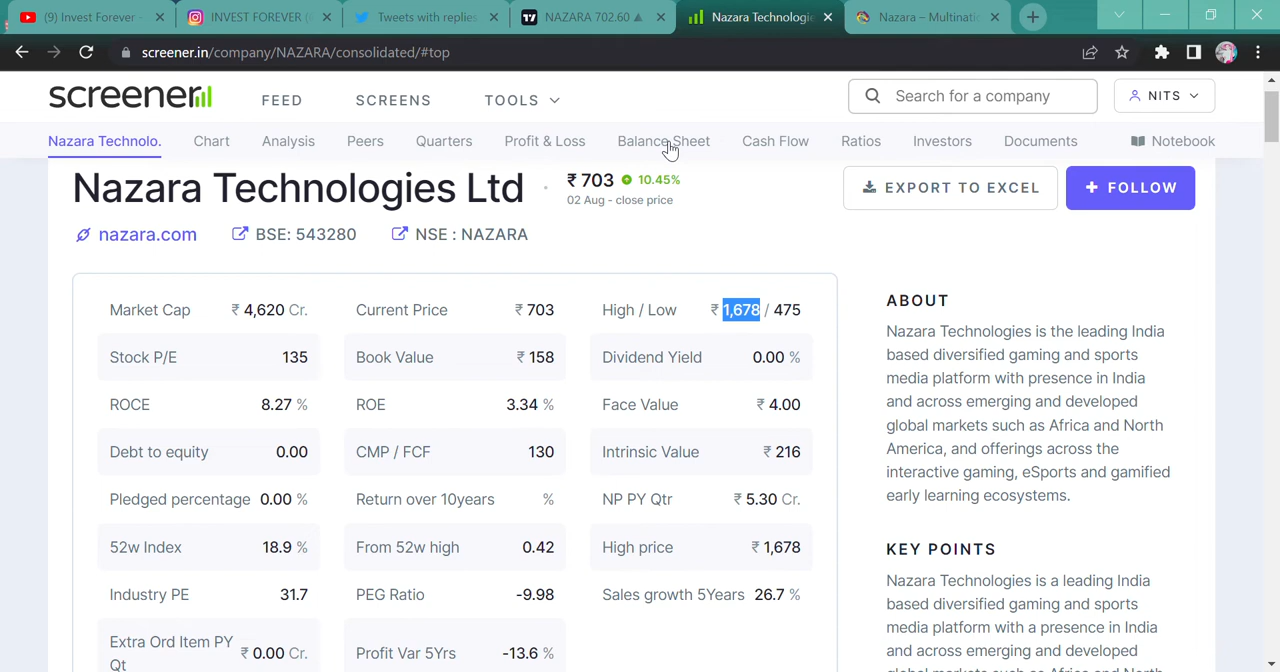 (9) Invest Forever -
INVEST FOREVER (
Tweets with replies
NAZARA 702.60 ▲
Nazara Technologie
Nazara – Multinati
screener.in/company/NAZARA/consolidated/#top
screener
FEED
SCREENS
TOOLS
Search for a company
NITS
Nazara Technolo.
Chart
Analysis
Peers
Quarters
Profit & Loss
Balance Sheet
Cash Flow
Ratios
Investors
Documents
Notebook
Nazara Technologies Ltd
₹ 703 10.45%
02 Aug - close price
EXPORT TO EXCEL
+ FOLLOW
nazara.com
BSE: 543280
NSE : NAZARA
Market Cap ₹ 4,620 Cr.
Current Price ₹ 703
High / Low ₹ 1,678 / 475
Stock P/E 135
Book Value ₹ 158
Dividend Yield 0.00 %
ROCE 8.27 %
ROE 3.34 %
Face Value ₹ 4.00
Debt to equity 0.00
CMP / FCF 130
Intrinsic Value ₹ 216
Pledged percentage 0.00 %
Return over 10years %
NP PY Qtr ₹ 5.30 Cr.
52w Index 18.9 %
From 52w high 0.42
High price ₹ 1,678
Industry PE 31.7
PEG Ratio -9.98
Sales growth 5Years 26.7 %
Extra Ord Item PY
Qt ₹ 0.00 Cr.
Profit Var 5Yrs -13.6 %
ABOUT
Nazara Technologies is the leading India
based diversified gaming and sports
media platform with presence in India
and across emerging and developed
global markets such as Africa and North
America, and offerings across the
interactive gaming, eSports and gamified
early learning ecosystems.
KEY POINTS
Nazara Technologies is a leading India
based diversified gaming and sports
media platform with a presence in India
and across emerging and developed